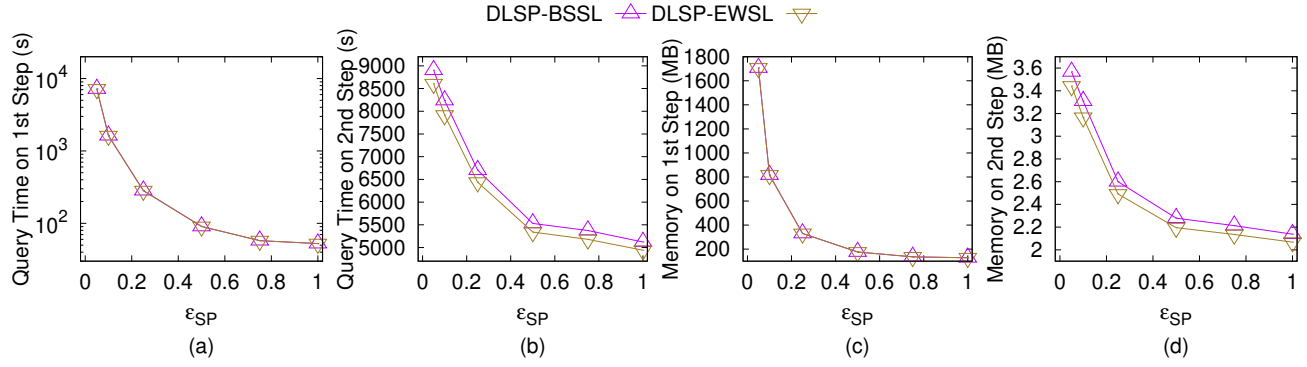 DLSP-BSSL DLSP-EWSL
Query Time on 1st Step (s)
10^4
10^3
10^2
0 0.2 0.4 0.6 0.8 1
ε_SP
(a)
Query Time on 2nd Step (s)
9000
8500
8000
7500
7000
6500
6000
5500
5000
0 0.2 0.4 0.6 0.8 1
ε_SP
(b)
Memory on 1st Step (MB)
1800
1600
1400
1200
1000
800
600
400
200
0 0.2 0.4 0.6 0.8 1
ε_SP
(c)
Memory on 2nd Step (MB)
3.6
3.4
3.2
3
2.8
2.6
2.4
2.2
2
0 0.2 0.4 0.6 0.8 1
ε_SP
(d)